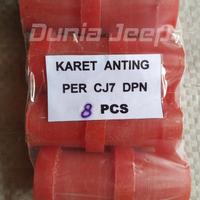 Dunia Jeep
KARET ANTING
PER CJ7 DPN
8 PCS